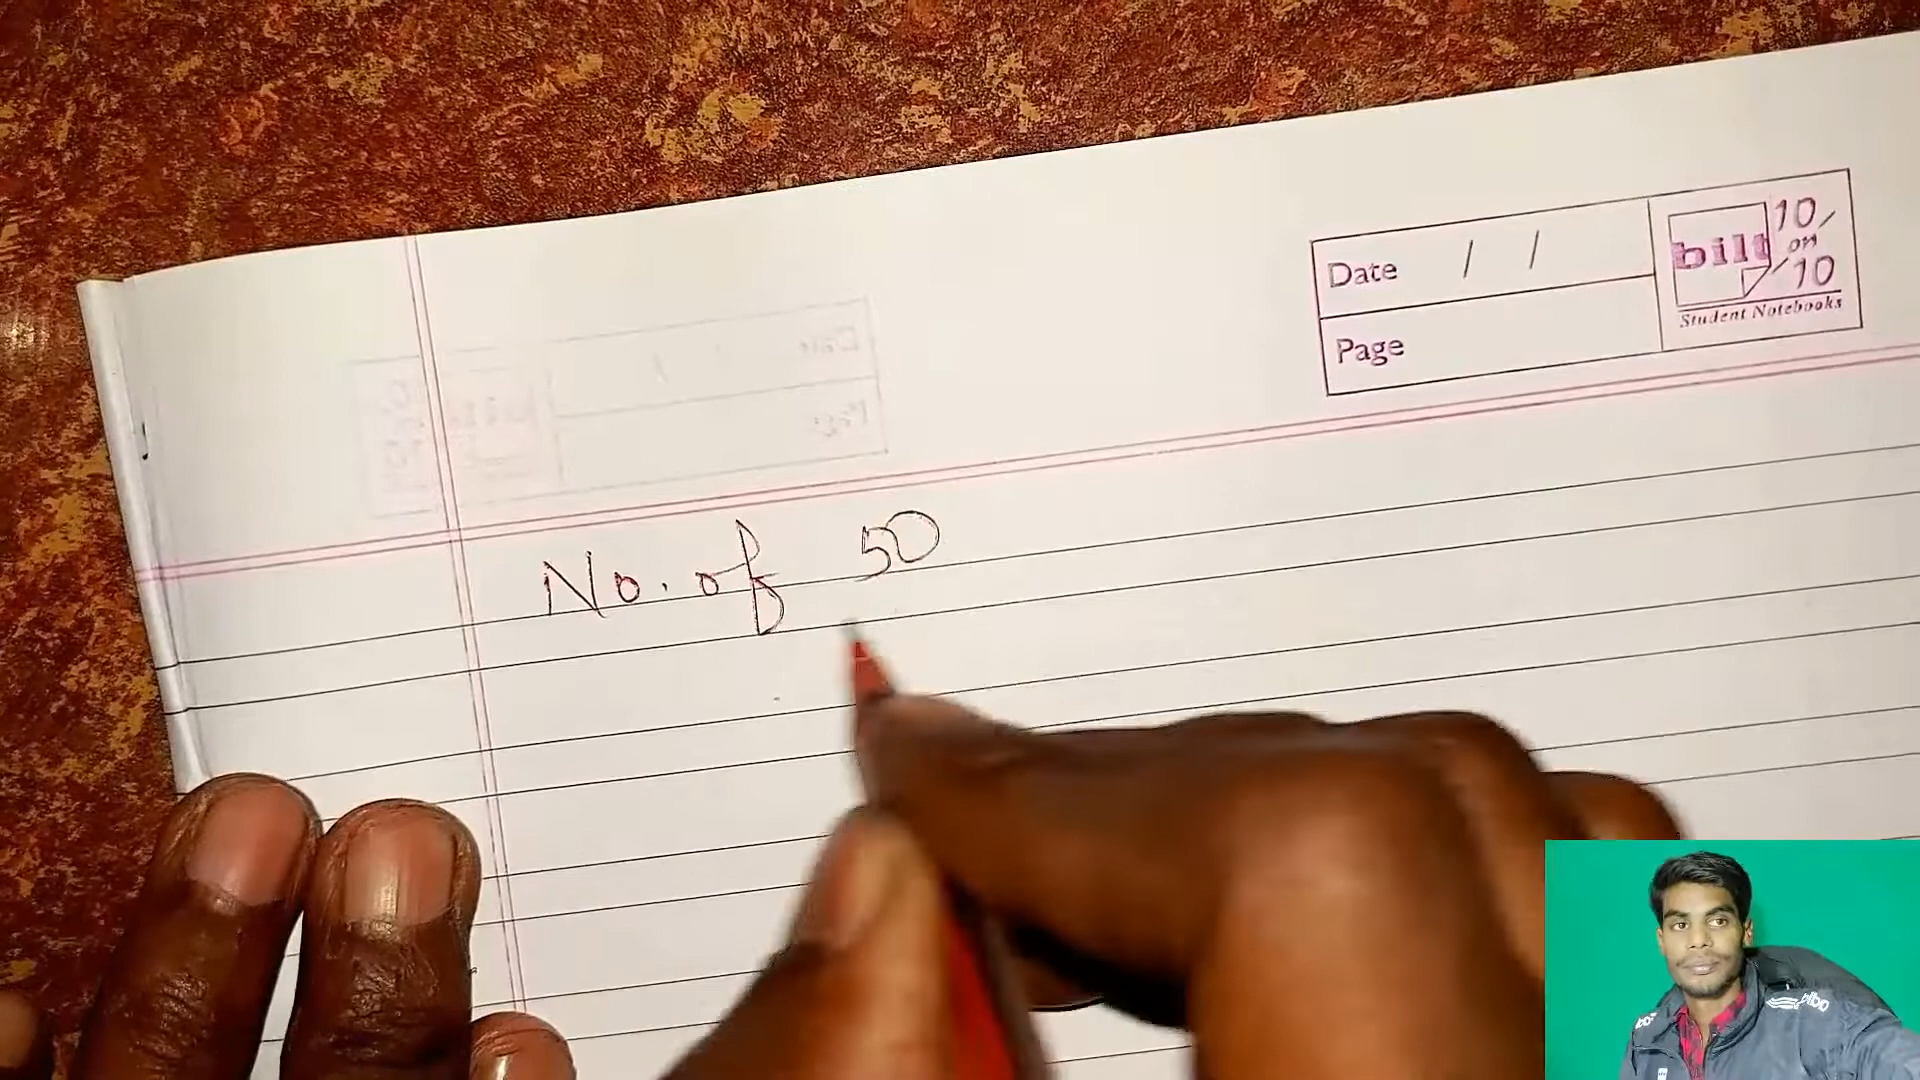 Date / /
Page
bilt 10/
on
/10
Student Notebooks
No. of 50